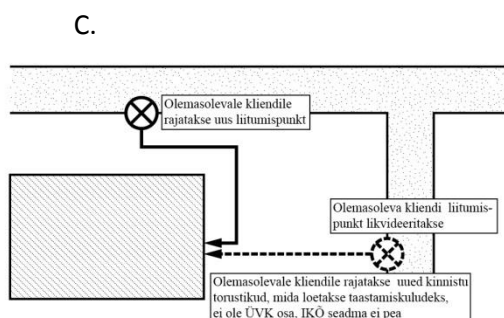 C.
Olemasolevale kliendile
rajatakse uus liitumispunkt
Olemasoleva kliendi liitumis-
punkt likvideeritakse
Olemasolevale kliendile rajatakse uued kinnistu
torustikud, mida loetakse taastamiskuludeks,
ei ole ÜVK osa, IKÕ seadma ei pea